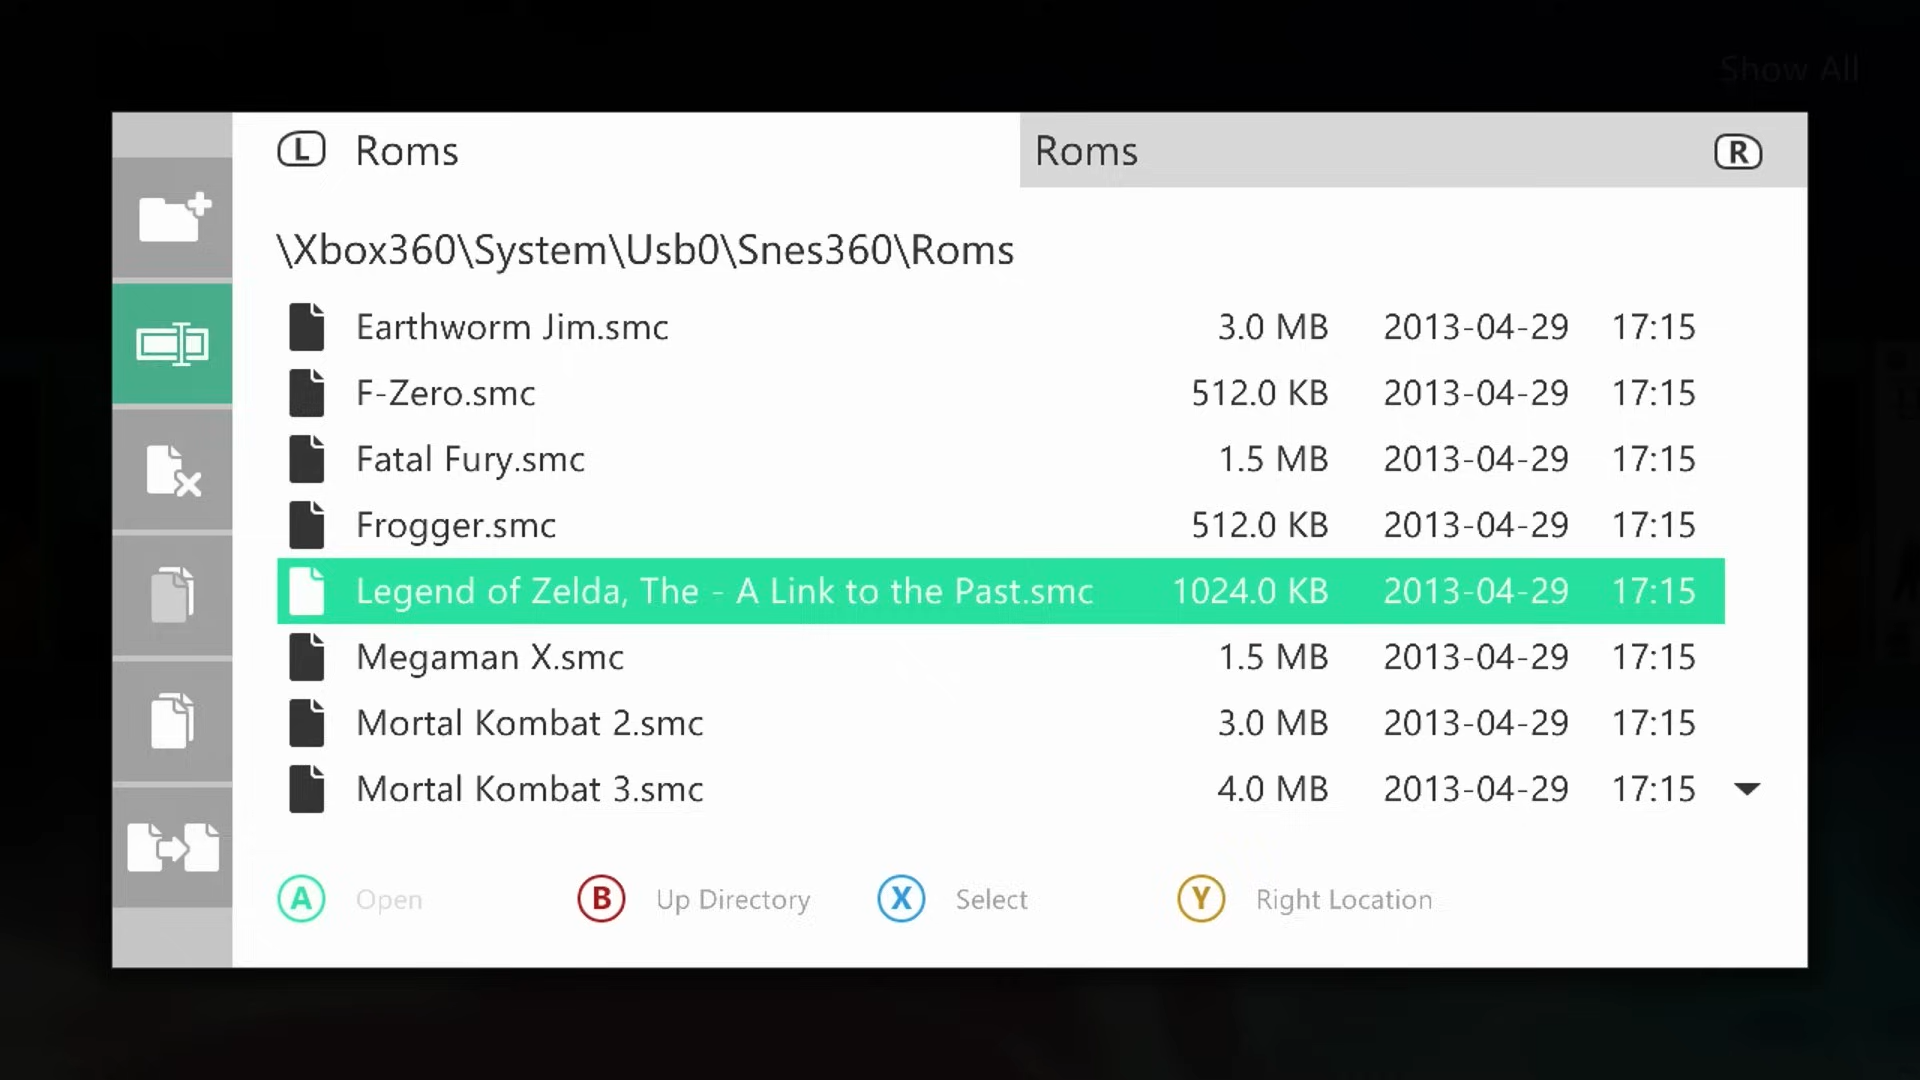 Show All
L Roms
Roms R
\Xbox360\System\Usb0\Snes360\Roms
Earthworm Jim.smc 3.0 MB 2013-04-29 17:15
F-Zero.smc 512.0 KB 2013-04-29 17:15
Fatal Fury.smc 1.5 MB 2013-04-29 17:15
Frogger.smc 512.0 KB 2013-04-29 17:15
Legend of Zelda, The - A Link to the Past.smc 1024.0 KB 2013-04-29 17:15
Megaman X.smc 1.5 MB 2013-04-29 17:15
Mortal Kombat 2.smc 3.0 MB 2013-04-29 17:15
Mortal Kombat 3.smc 4.0 MB 2013-04-29 17:15
A Open B Up Directory X Select Y Right Location